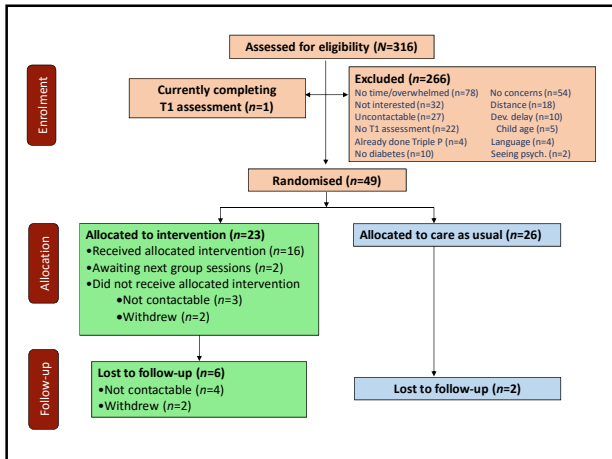 Assessed for eligibility (N=316)
Enrolment
Currently completing
T1 assessment (n=1)
Excluded (n=266)
No time/overwhelmed (n=78) No concerns (n=54)
Not interested (n=32) Distance (n=18)
Uncontactable (n=27) Dev. delay (n=10)
No T1 assessment (n=22) Child age (n=5)
Already done Triple P (n=4) Language (n=4)
No diabetes (n=10) Seeing psych. (n=2)
Randomised (n=49)
Allocation
Allocated to intervention (n=23)
•Received allocated intervention (n=16)
•Awaiting next group sessions (n=2)
•Did not receive allocated intervention
•Not contactable (n=3)
•Withdrew (n=2)
Allocated to care as usual (n=26)
Follow-up
Lost to follow-up (n=6)
•Not contactable (n=4)
•Withdrew (n=2)
Lost to follow-up (n=2)